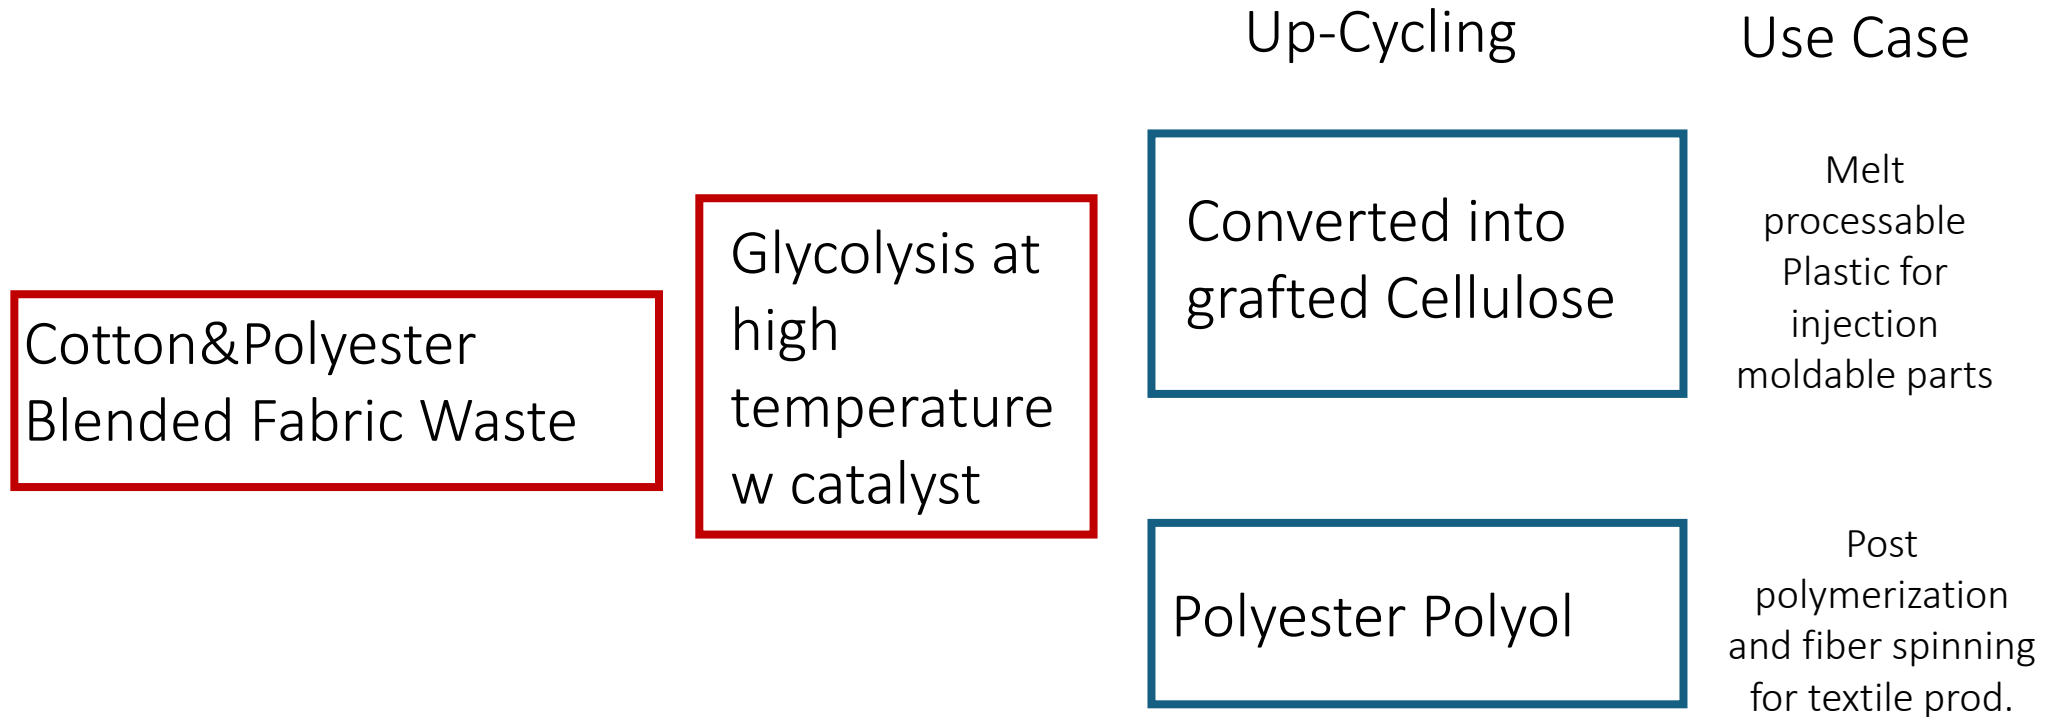 Up-Cycling
Use Case
Cotton&Polyester
Blended Fabric Waste
Glycolysis at
high
temperature
w catalyst
Converted into
grafted Cellulose
Melt
processable
Plastic for
injection
moldable parts
Polyester Polyol
Post
polymerization
and fiber spinning
for textile prod.